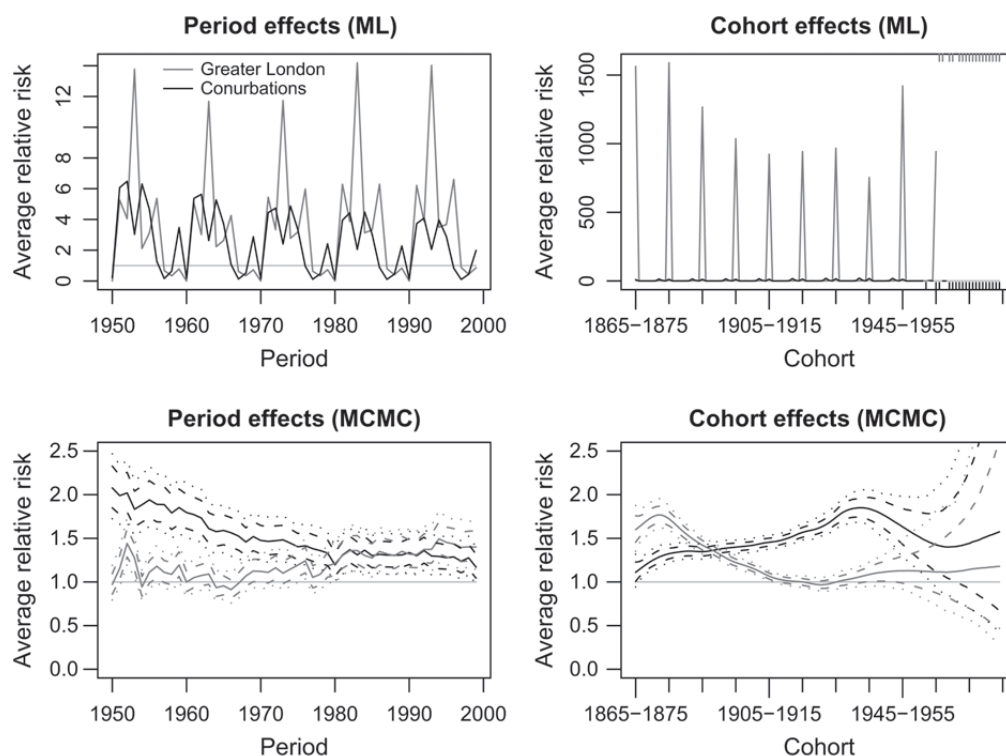 Period effects (ML)
Average relative risk
0 2 4 6 8 12
Greater London
Conurbations
1950 1960 1970 1980 1990 2000
Period
Cohort effects (ML)
Average relative risk
0 500 1000 1500
1865−1875 1905−1915 1945−1955
Cohort
Period effects (MCMC)
Average relative risk
2.5
2.0
1.5
1.0
0.5
0.0
1950 1960 1970 1980 1990 2000
Period
Cohort effects (MCMC)
Average relative risk
2.5
2.0
1.5
1.0
0.5
0.0
1865−1875 1905−1915 1945−1955
Cohort